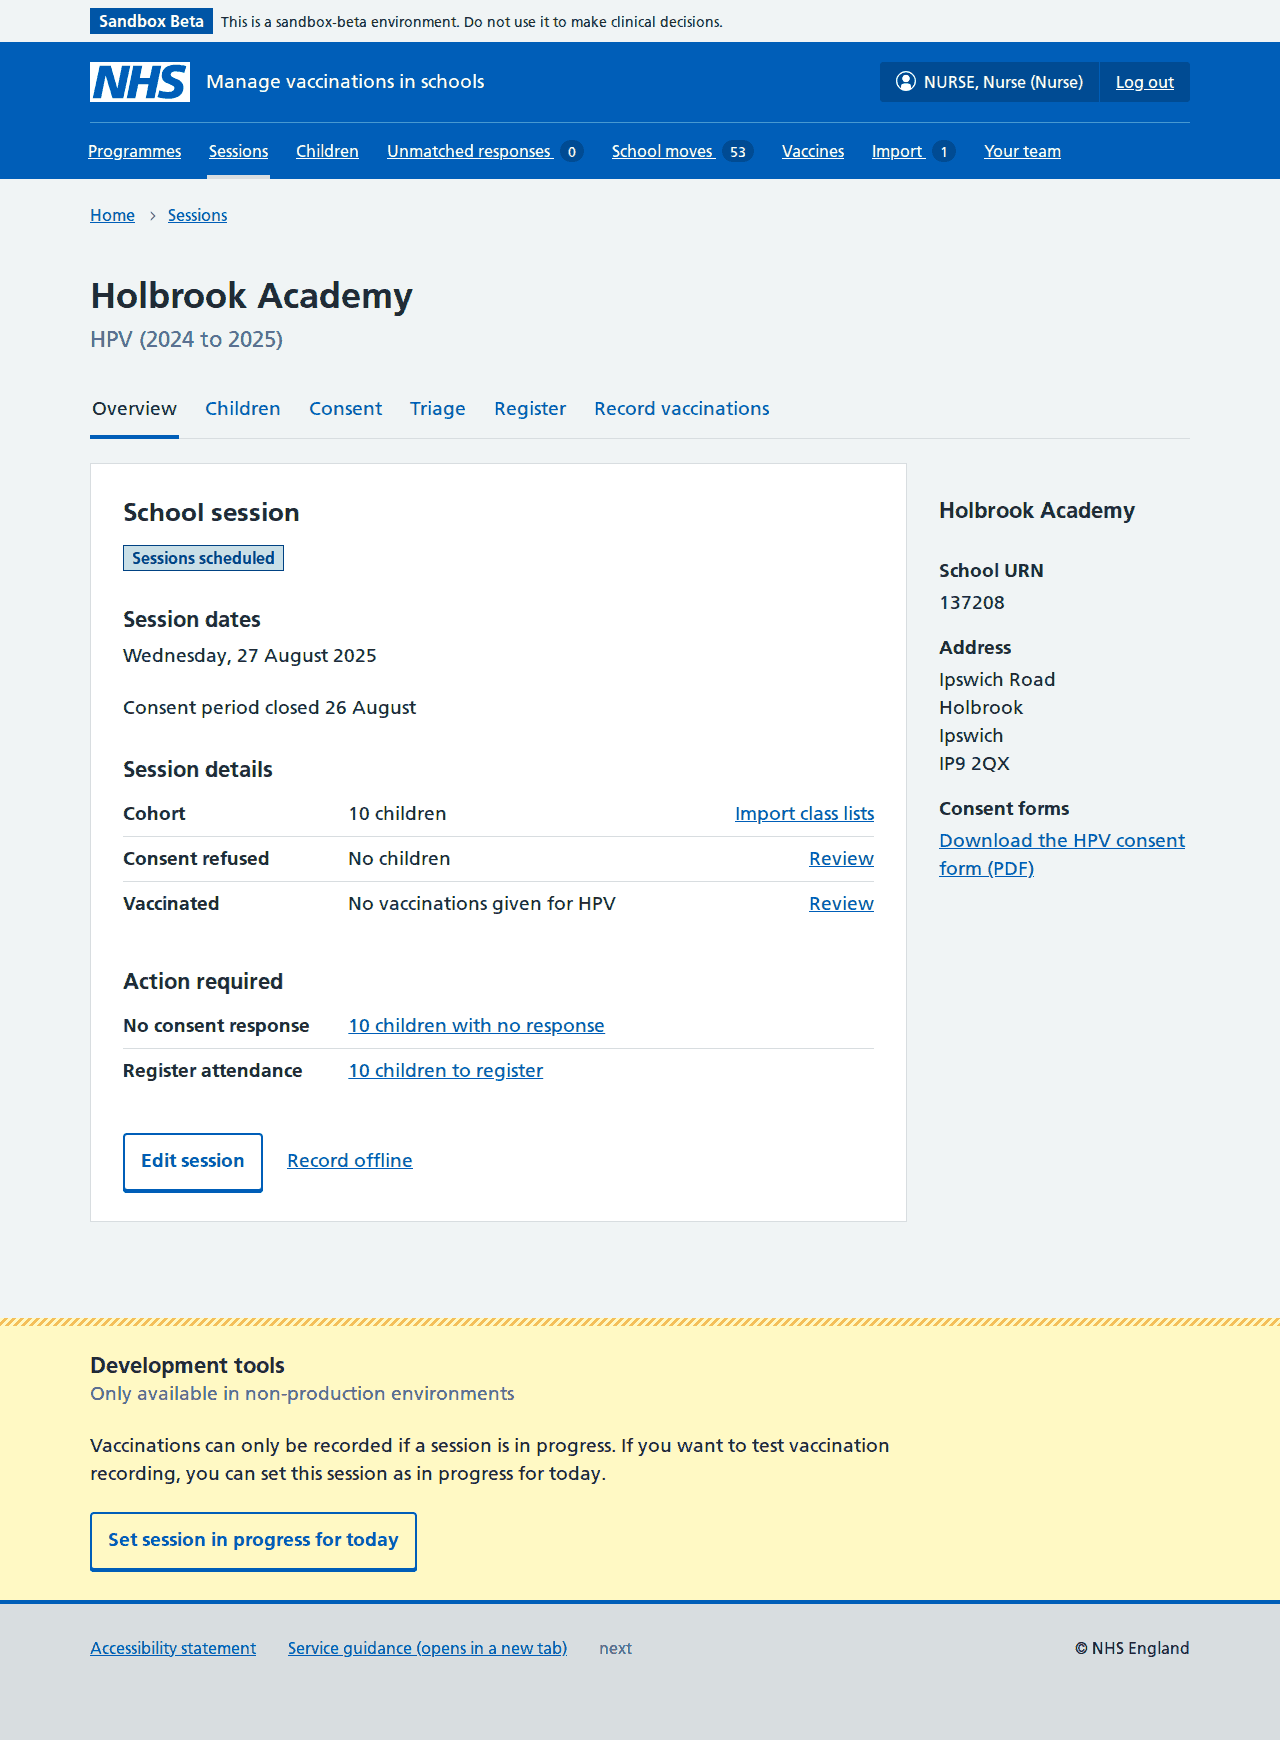 Sandbox Beta This is a sandbox-beta environment. Do not use it to make clinical decisions.
NHS Manage vaccinations in schools NURSE, Nurse (Nurse) Log out
Programmes Sessions Children Unmatched responses 0 School moves 53 Vaccines Import 1 Your team
Home Sessions
Holbrook Academy
HPV (2024 to 2025)
Overview Children Consent Triage Register Record vaccinations
School session
Sessions scheduled
Session dates
Wednesday, 27 August 2025
Consent period closed 26 August
Session details
Cohort 10 children Import class lists
Consent refused No children Review
Vaccinated No vaccinations given for HPV Review
Action required
No consent response 10 children with no response
Register attendance 10 children to register
Edit session Record offline
Holbrook Academy
School URN
137208
Address
Ipswich Road
Holbrook
Ipswich
IP9 2QX
Consent forms
Download the HPV consent
form (PDF)
Development tools
Only available in non-production environments
Vaccinations can only be recorded if a session is in progress. If you want to test vaccination
recording, you can set this session as in progress for today.
Set session in progress for today
Accessibility statement Service guidance (opens in a new tab) next © NHS England